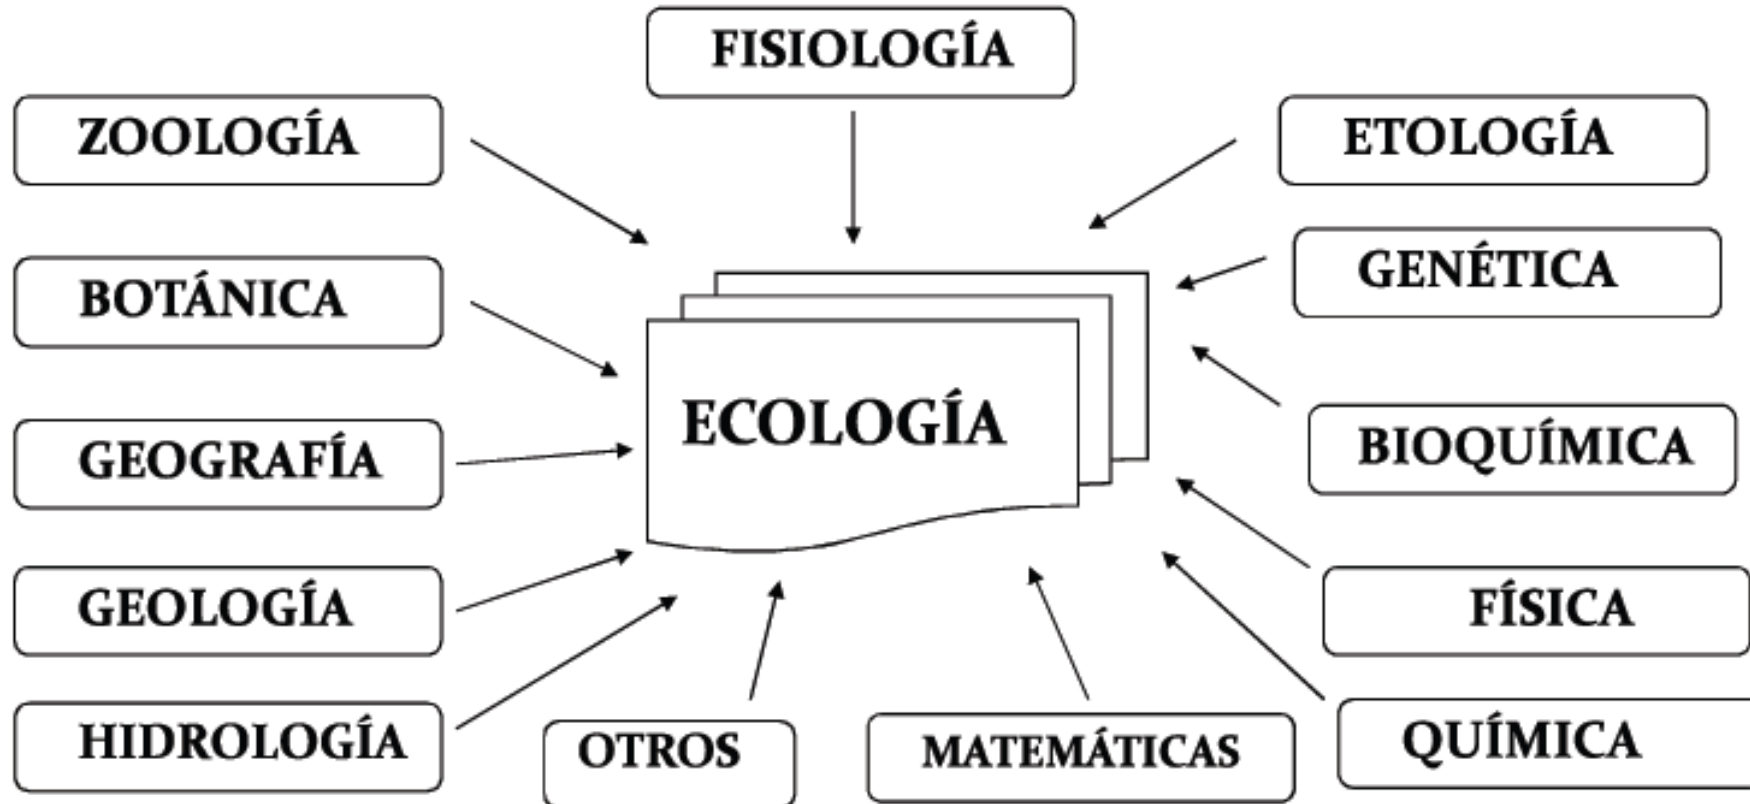 FISIOLOGÍA
ZOOLOGÍA
ETOLOGÍA
BOTÁNICA
GENÉTICA
ECOLOGÍA
GEOGRAFÍA
BIOQUÍMICA
GEOLOGÍA
FÍSICA
HIDROLOGÍA
OTROS
MATEMÁTICAS
QUÍMICA